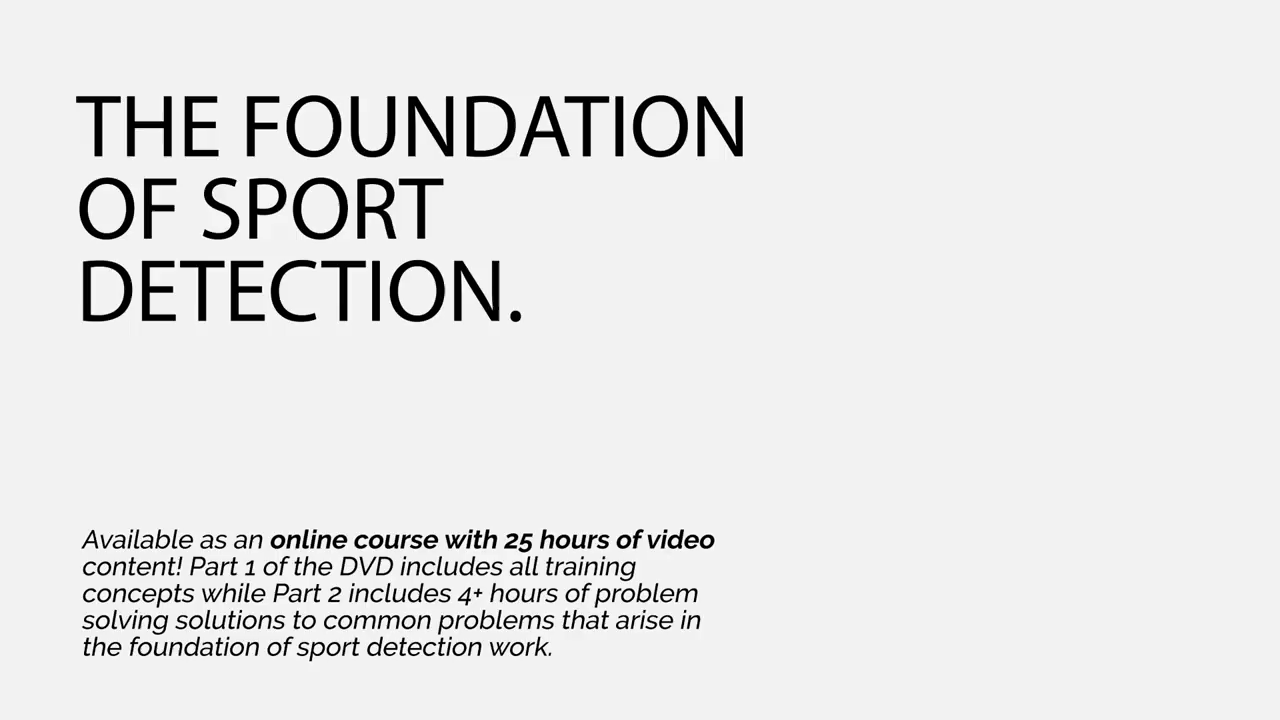 THE FOUNDATION
OF SPORT
DETECTION.
Available as an online course with 25 hours of video
content! Part 1 of the DVD includes all training
concepts while Part 2 includes 4+ hours of problem
solving solutions to common problems that arise in
the foundation of sport detection work.